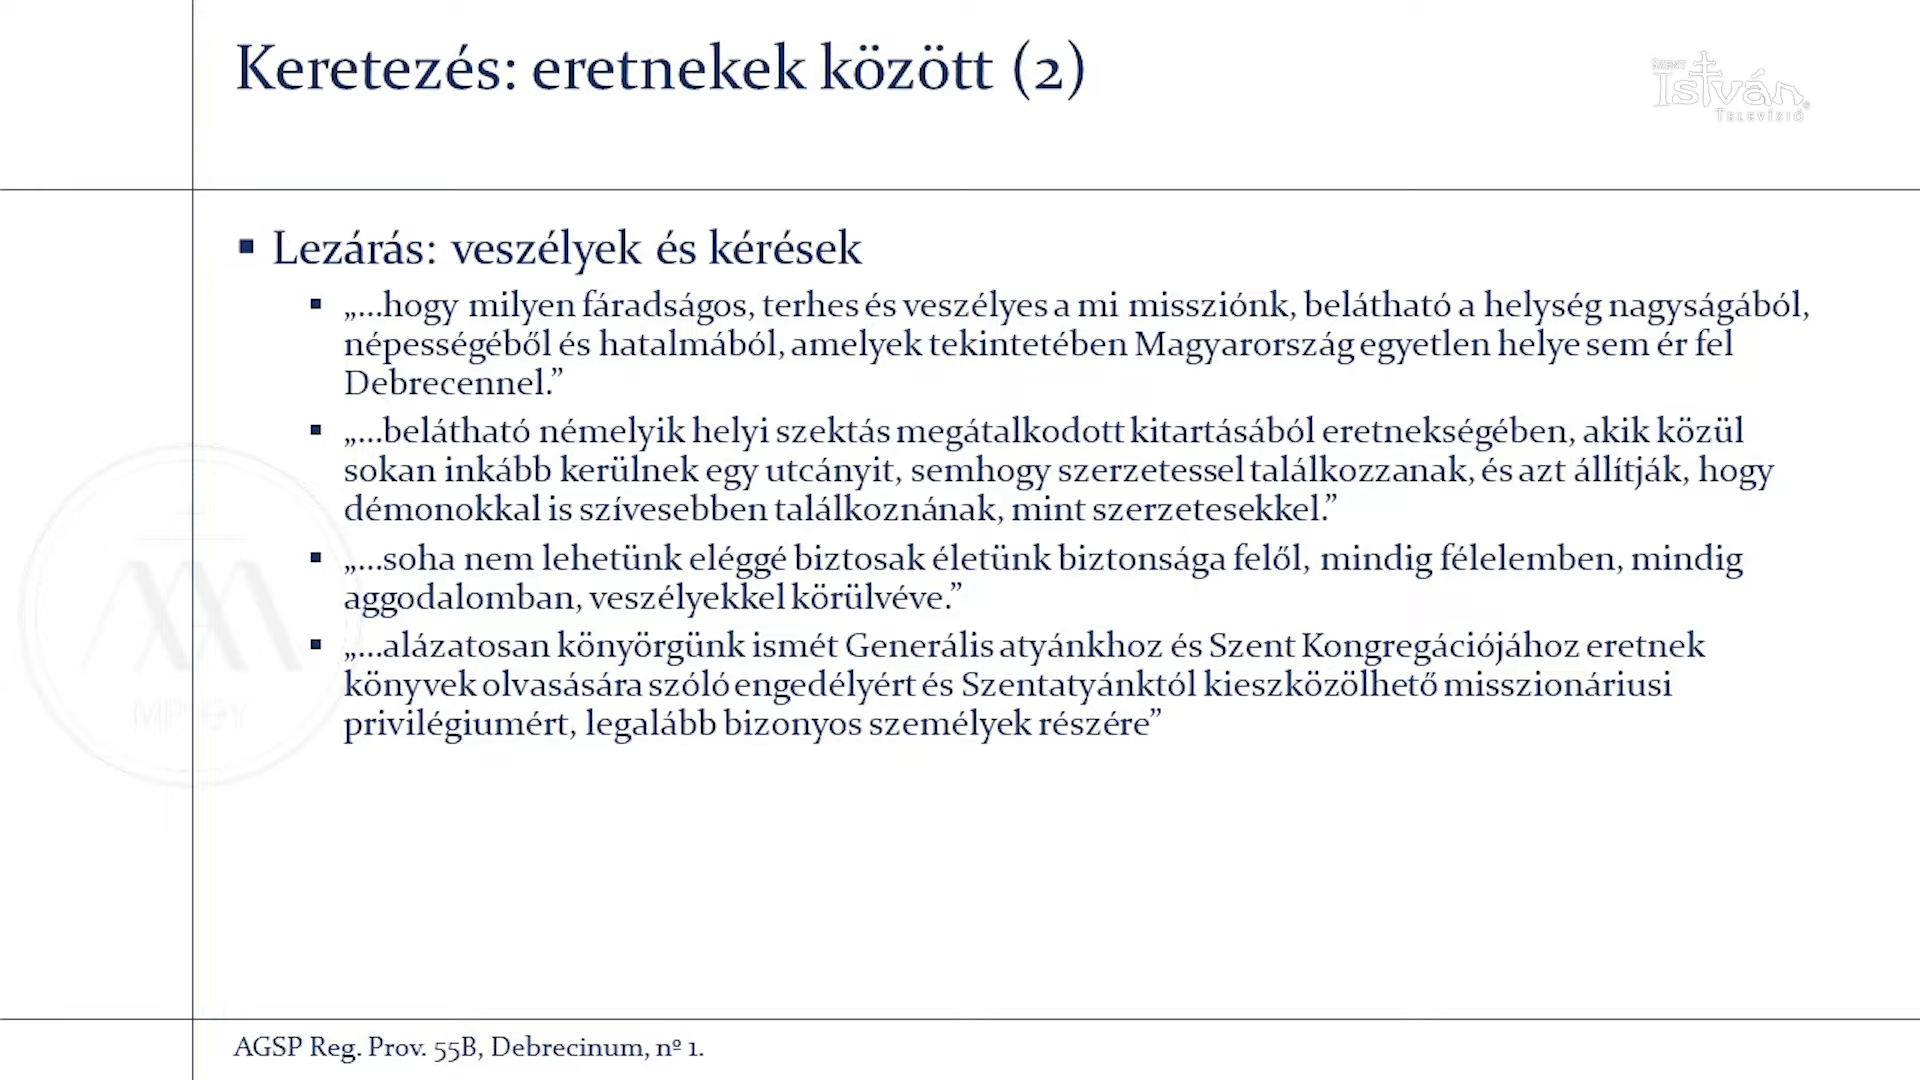 Keretezés: eretnekek között (2)
SZENT
István
TELEVÍZIÓ
Lezárás: veszélyek és kérések
„…hogy milyen fáradságos, terhes és veszélyes a mi missziónk, belátható a helység nagyságából,
népességéből és hatalmából, amelyek tekintetében Magyarország egyetlen helye sem ér fel
Debrecennel.”
„…belátható némelyik helyi szektás megátalkodott kitartásából eretnekségében, akik közül
sokan inkább kerülnek egy utcányit, semhogy szerzetessel találkozzanak, és azt állítják, hogy
démonokkal is szívesebben találkoznának, mint szerzetesekkel.”
„…soha nem lehetünk eléggé biztosak életünk biztonsága felől, mindig félelemben, mindig
aggodalomban, veszélyekkel körülvéve.”
„…alázatosan könyörgünk ismét Generális atyánkhoz és Szent Kongregációjához eretnek
könyvek olvasására szóló engedélyért és Szentatyánktól kieszközölhető misszionáriusi
privilégiumért, legalább bizonyos személyek részére”
AGSP Reg. Prov. 55B, Debrecinum, nº 1.